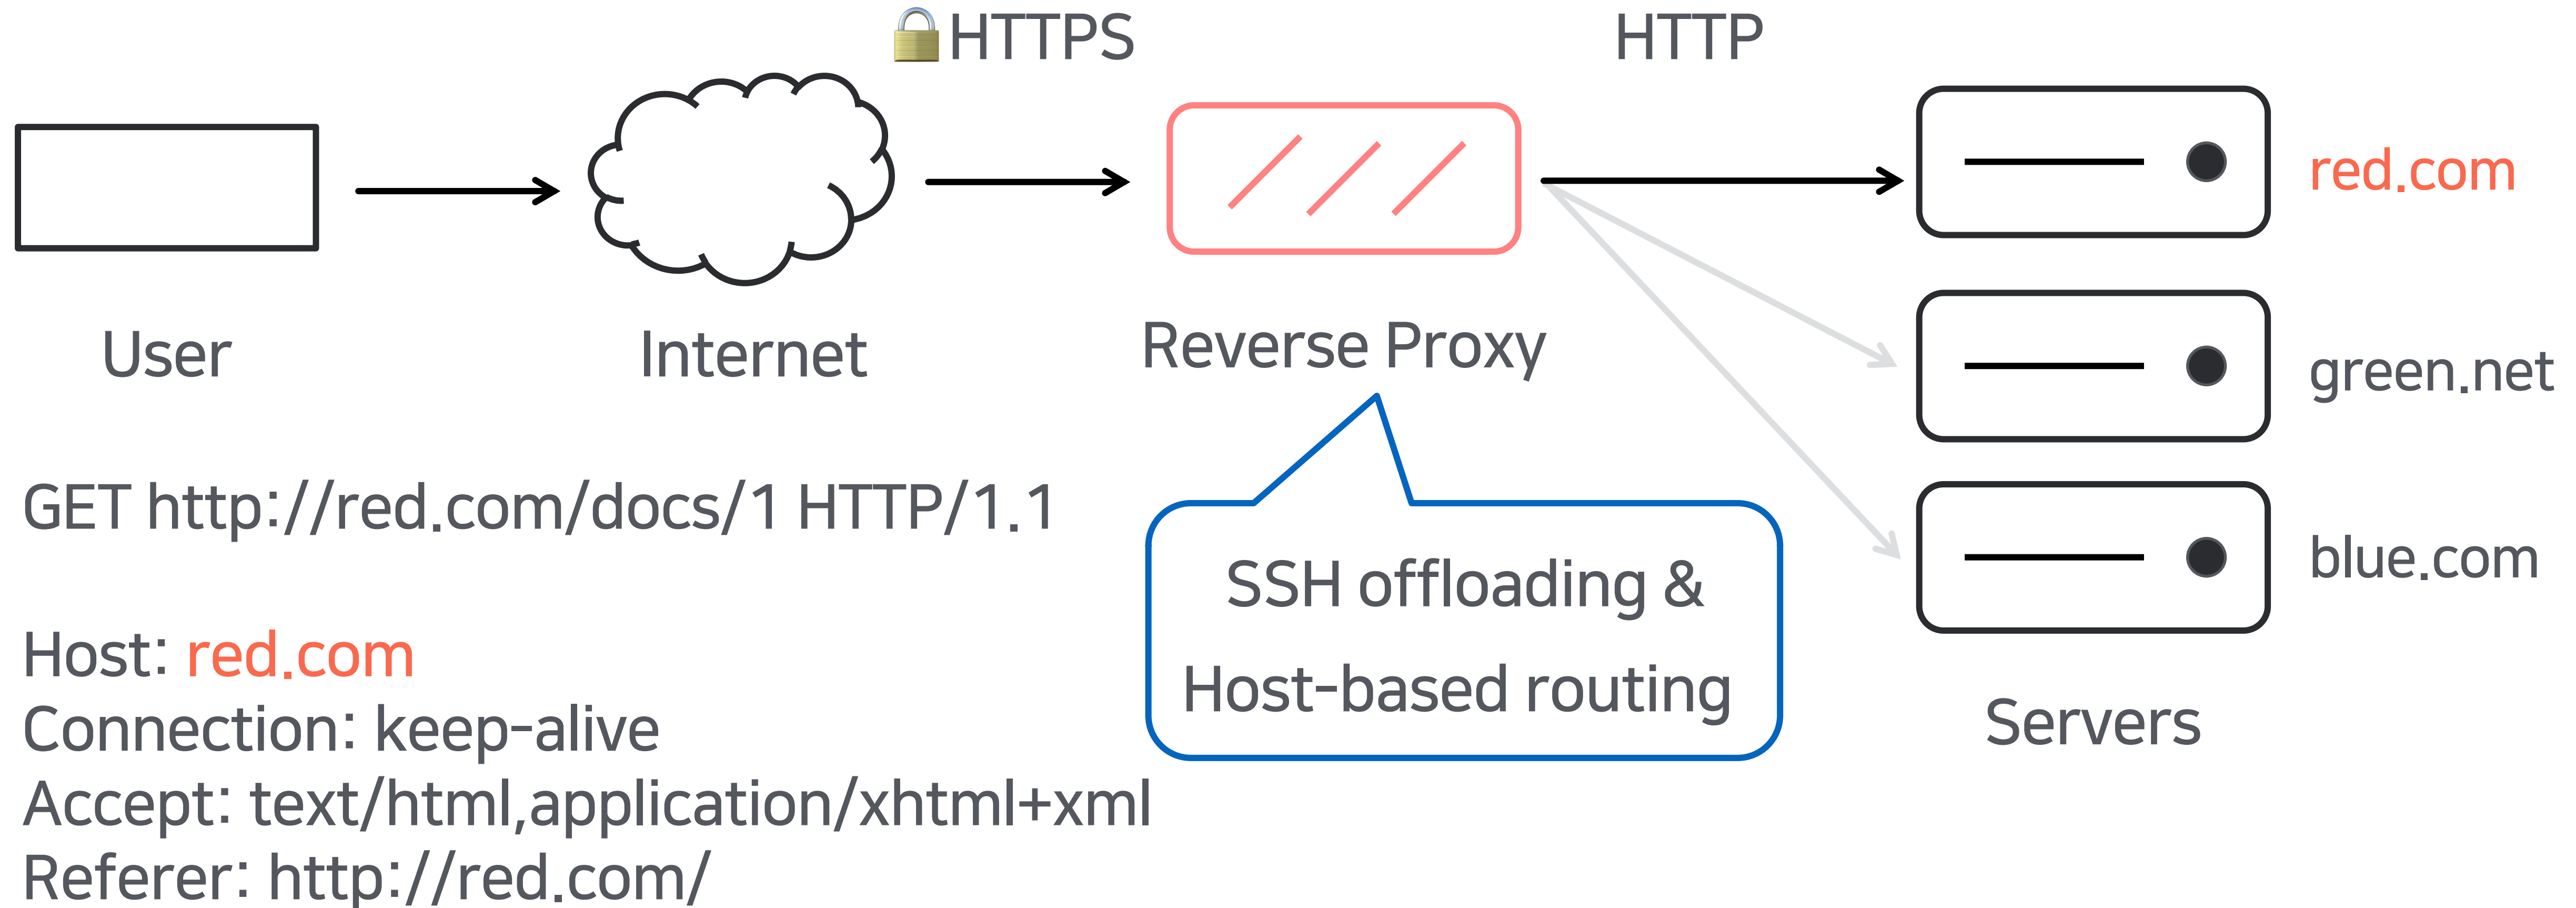 HTTPS
HTTP
red.com
User
Internet
Reverse Proxy
green.net
GET http://red.com/docs/1 HTTP/1.1
SSH offloading &
Host-based routing
blue.com
Host: red.com
Connection: keep-alive
Accept: text/html,application/xhtml+xml
Referer: http://red.com/
Servers